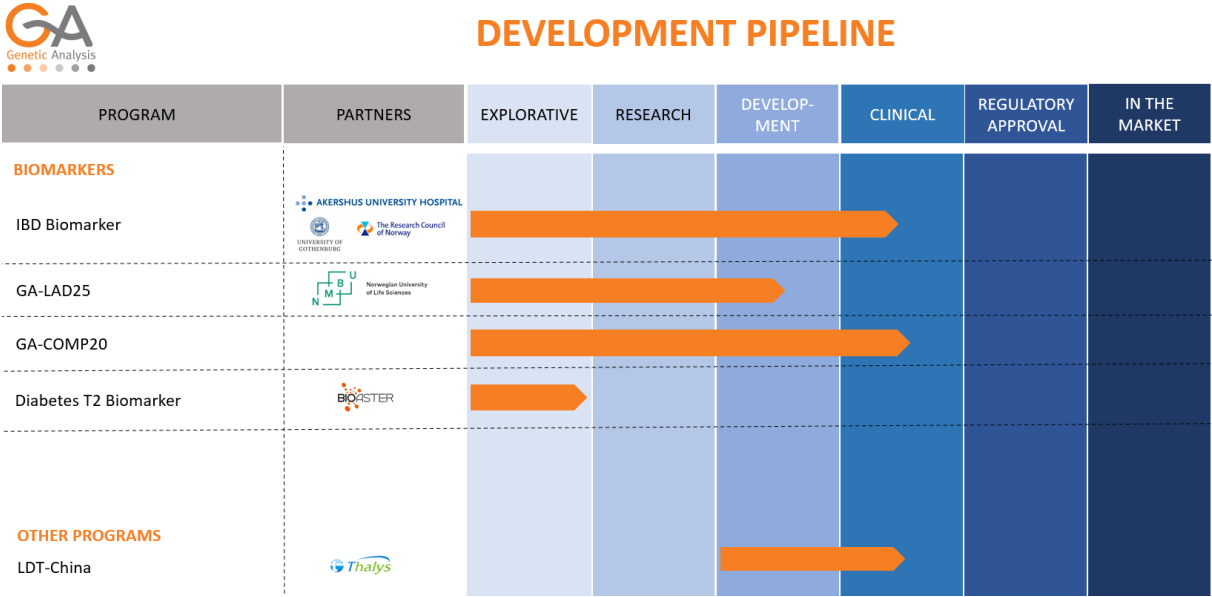 GA
Genetic Analysis
DEVELOPMENT PIPELINE
PROGRAM
PARTNERS
EXPLORATIVE
RESEARCH
DEVELOP-
MENT
CLINICAL
REGULATORY
APPROVAL
IN THE
MARKET
BIOMARKERS
IBD Biomarker
AKERSHUS UNIVERSITY HOSPITAL
UNIVERSITY OF
GOTHENBURG
The Research Council
of Norway
GA-LAD25
N M B U
Norwegian University
of Life Sciences
GA-COMP20
Diabetes T2 Biomarker
BIOASTER
OTHER PROGRAMS
LDT-China
Thalys